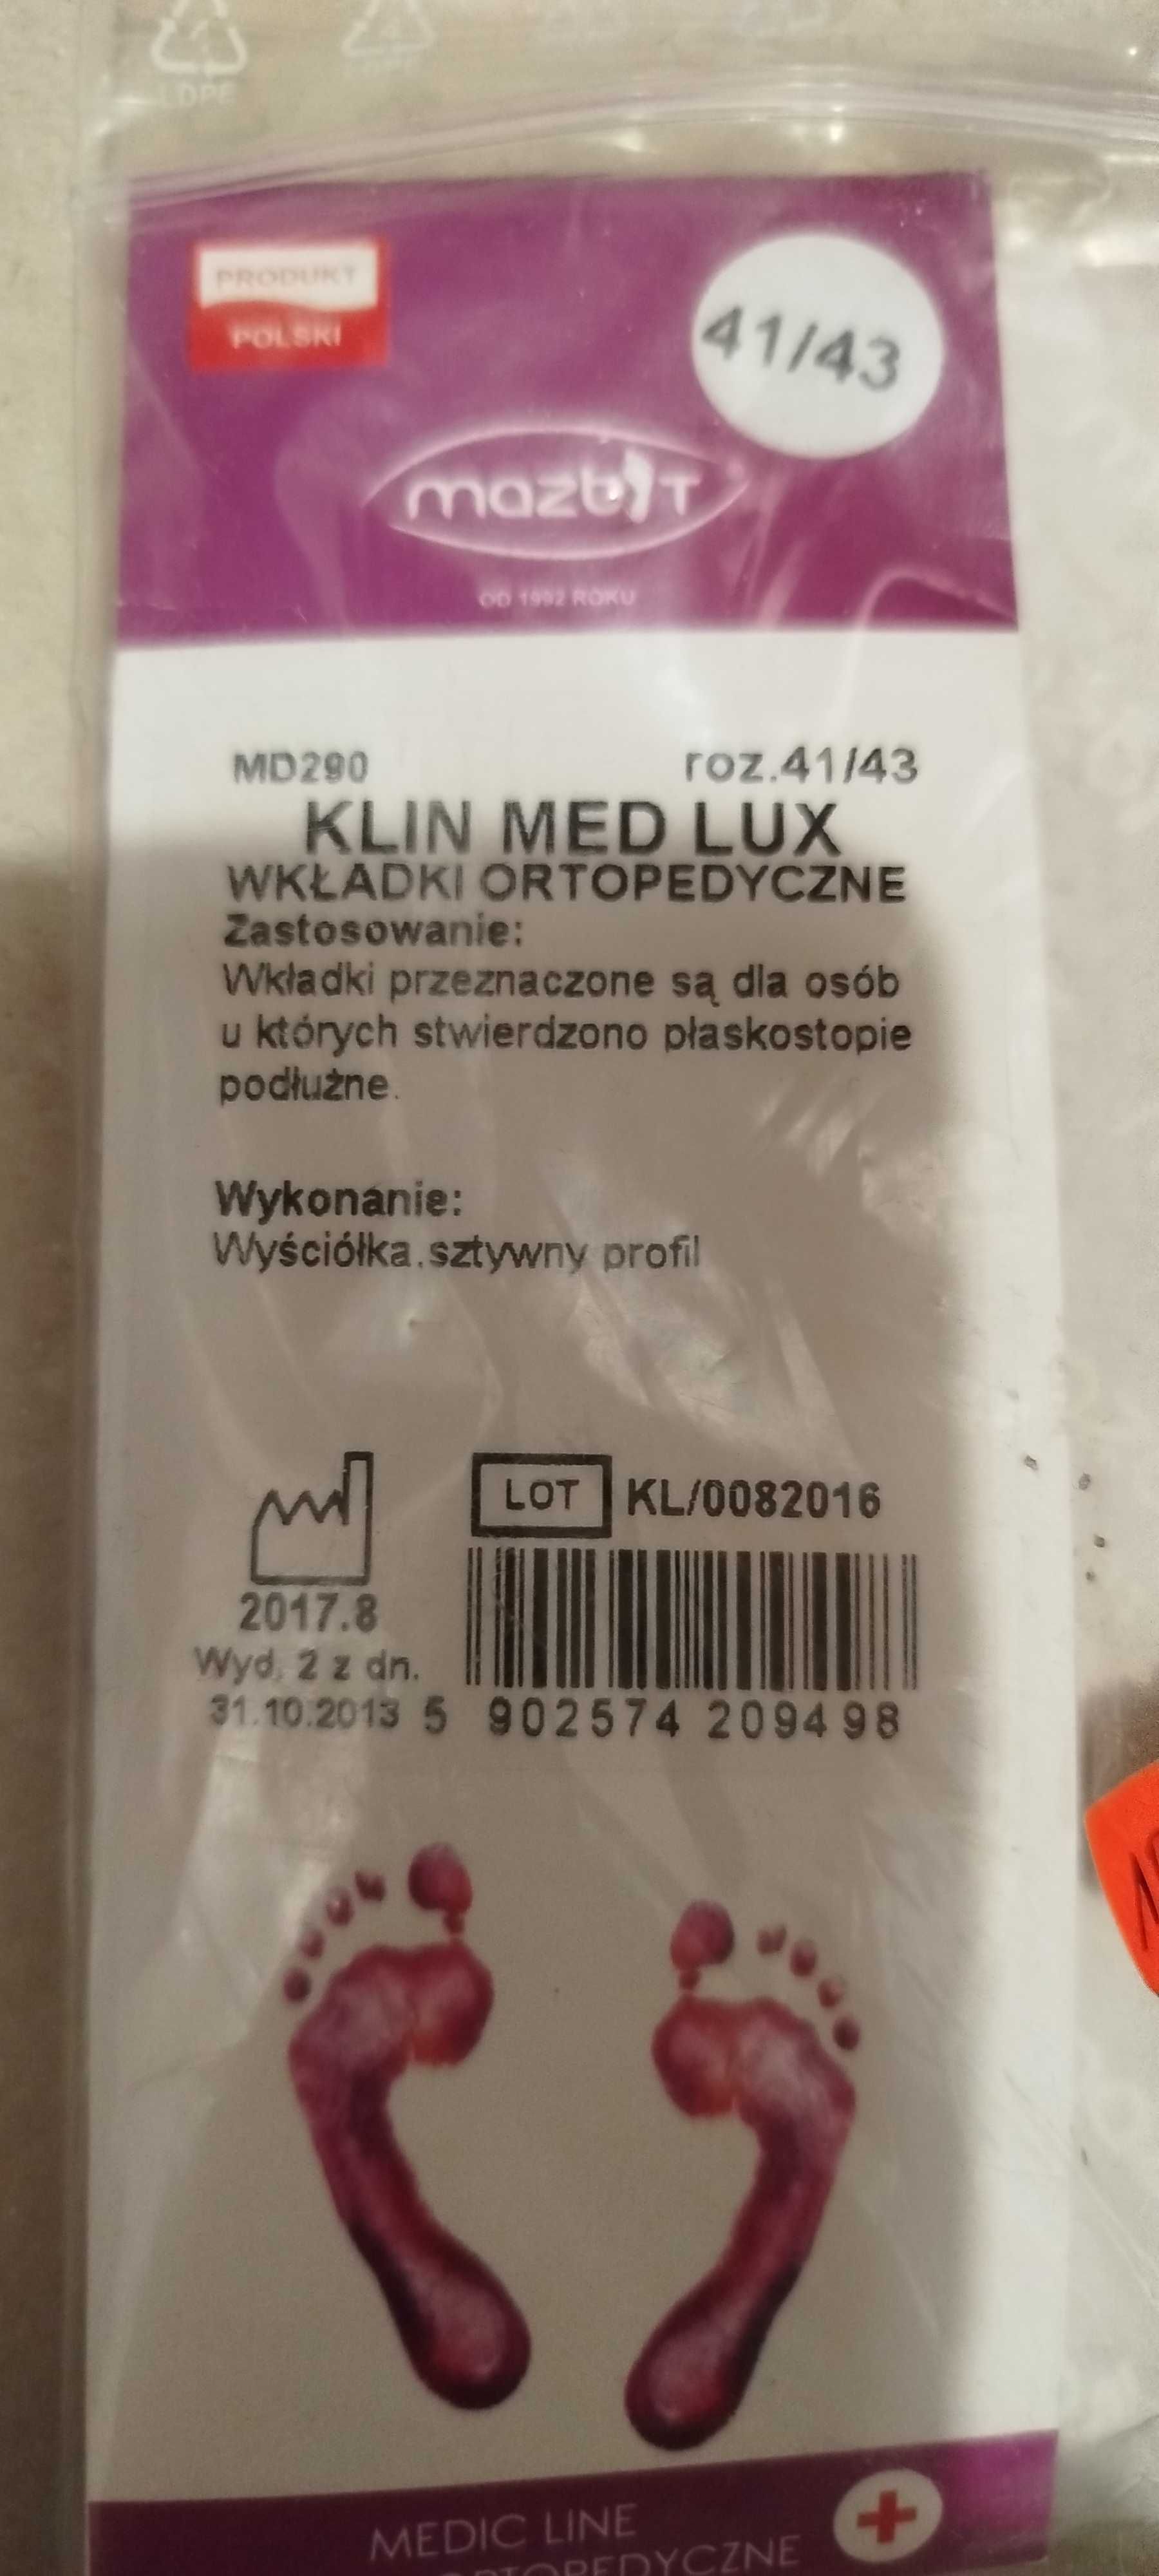 LDPE
PRODUKT
POLSKI
41/43
mazbit
OD 1992 ROKU
MD290 roz.41/43
KLIN MED LUX
WKŁADKI ORTOPEDYCZNE
Zastosowanie:
Wkładki przeznaczone są dla osób
u których stwierdzono płaskostopie
podłużne.
Wykonanie:
Wyściółka.sztywny profil
LOT KL/0082016
2017.8
Wyd. 2 z dn.
31.10.2013 5 902574 209498
MEDIC LINE
ORTOPEDYCZNE